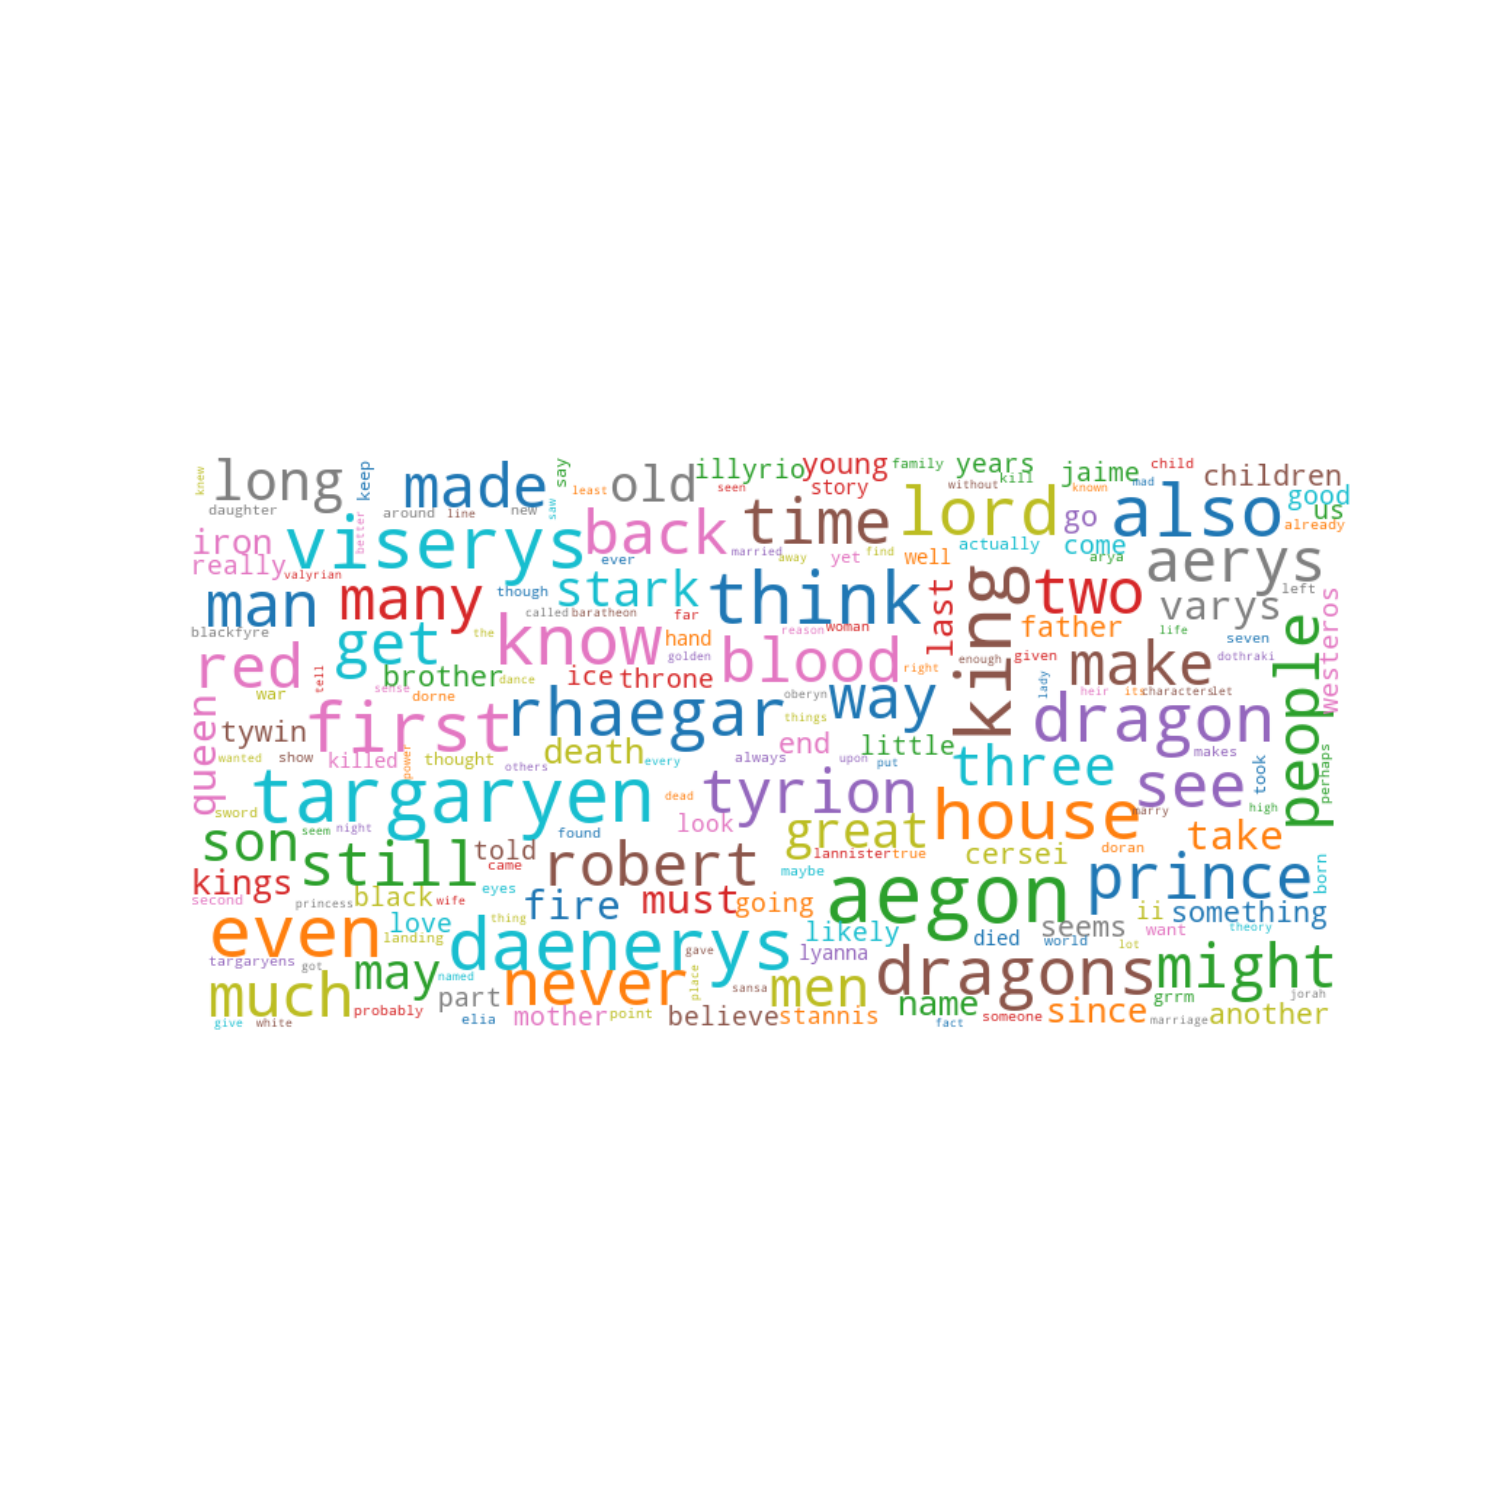 knew long keep made say least old illyrio seen young story family years without kill jaime known mad child children good us already
daughter around line new saw
iron viserys better back time lord go also
really valyrian ever married away yet find well actually come arya aerys
man many though stark think last king two varys left
blackfyre get the called baratheon far hand reason woman father life seven westeros
red tell know golden blood right enough given make dothraki people
war brother sense dance ice throne oberyn way lady heir its characters let
queen tywin first rhaegar dorne things dragon
wanted show killed power thought death others every always end upon little put three makes took perhaps
sword targaryen dead tyrion house marry see high
son seem night found look great doran take
kings still told came robert lannister true cersei prince born
second princess black wife eyes fire must going maybe aegon ii something
even love landing thing daenerys likely seems died world want theory
targaryens got may named gave lyanna dragons lot might
much part never place sansa men name grrm jorah
give white probably elia mother point believe stannis fact someone since marriage another